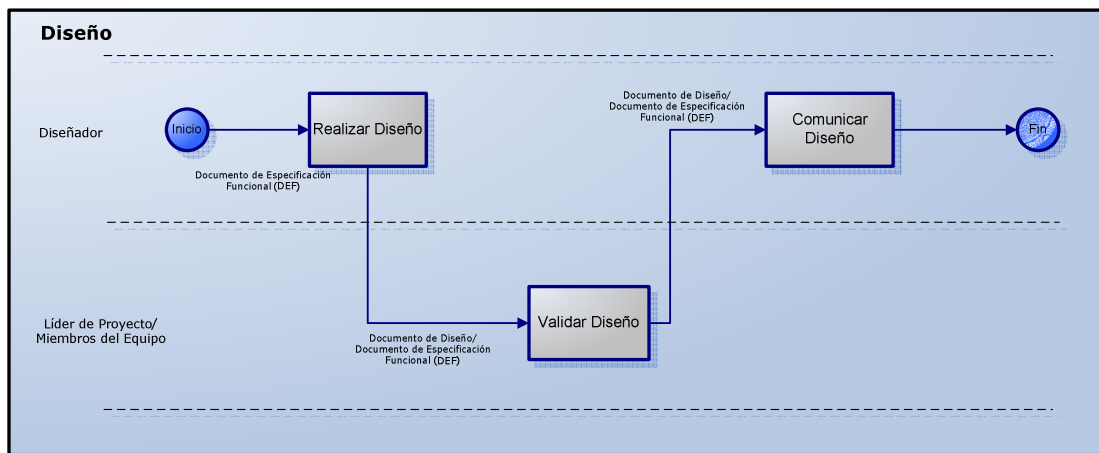 Diseño
Diseñador
Inicio
Realizar Diseño
Documento de Especificación
Funcional (DEF)
Documento de Diseño/
Documento de Especificación
Funcional (DEF)
Comunicar
Diseño
Fin
Líder de Proyecto/
Miembros del Equipo
Documento de Diseño/
Documento de Especificación
Funcional (DEF)
Validar Diseño